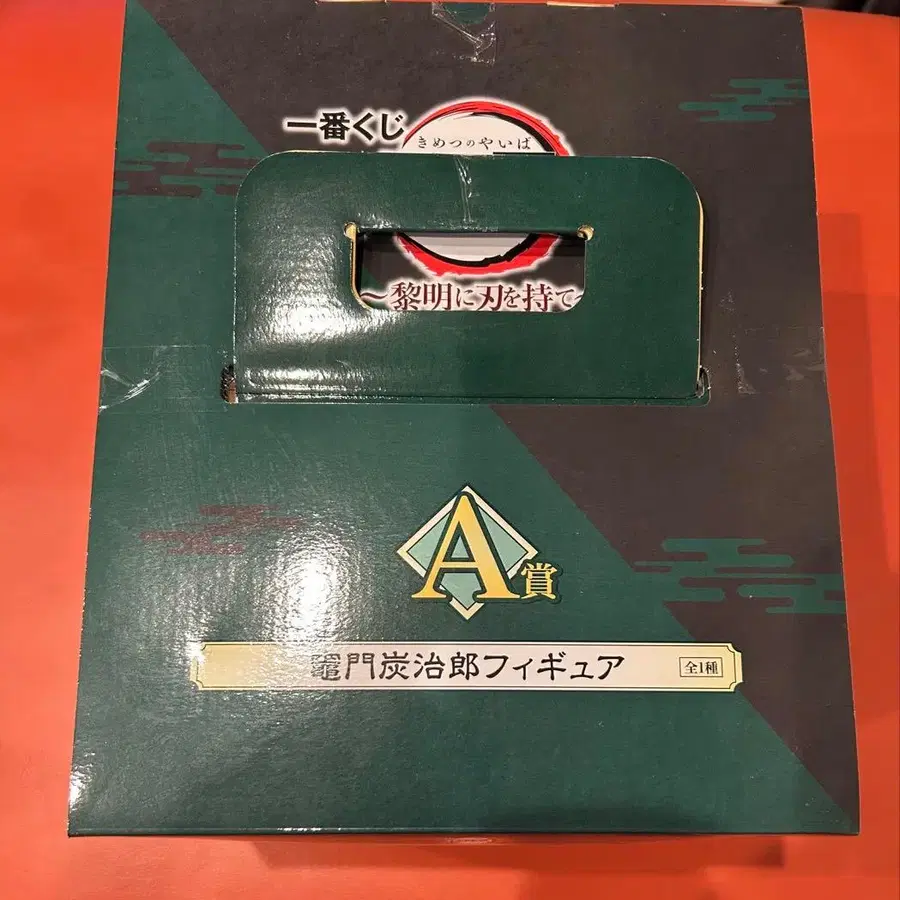 一番くじ
きめつのやいば
～黎明に刃を持て～
A賞
竈門炭治郎フィギュア
全1種